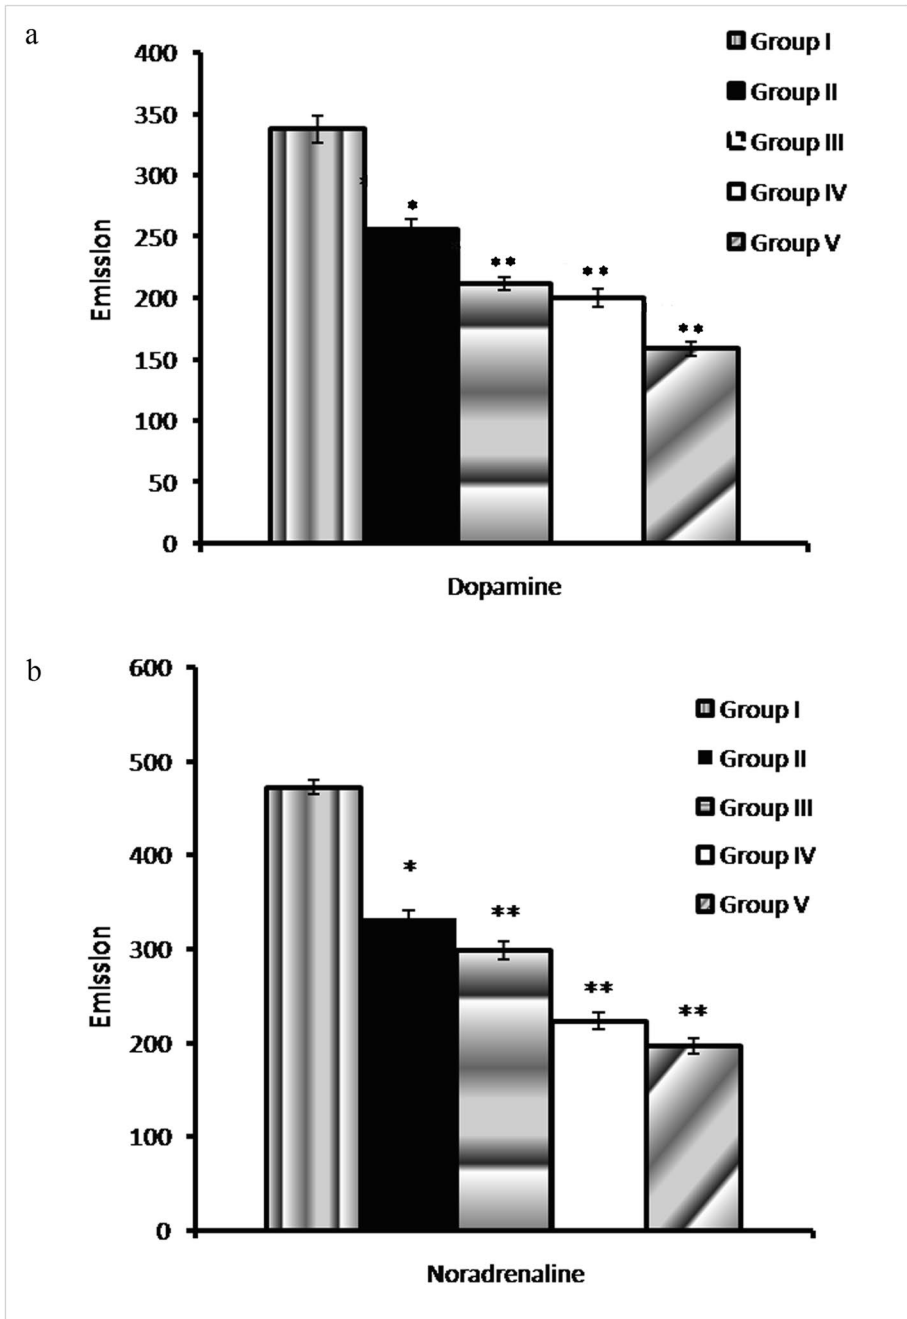 a
400
350
300
250
200
150
100
50
0
Emission
*
**
**
**
Dopamine
Group I
Group II
Group III
Group IV
Group V
b
600
500
400
300
200
100
0
Emission
*
**
**
**
Noradrenaline
Group I
Group II
Group III
Group IV
Group V